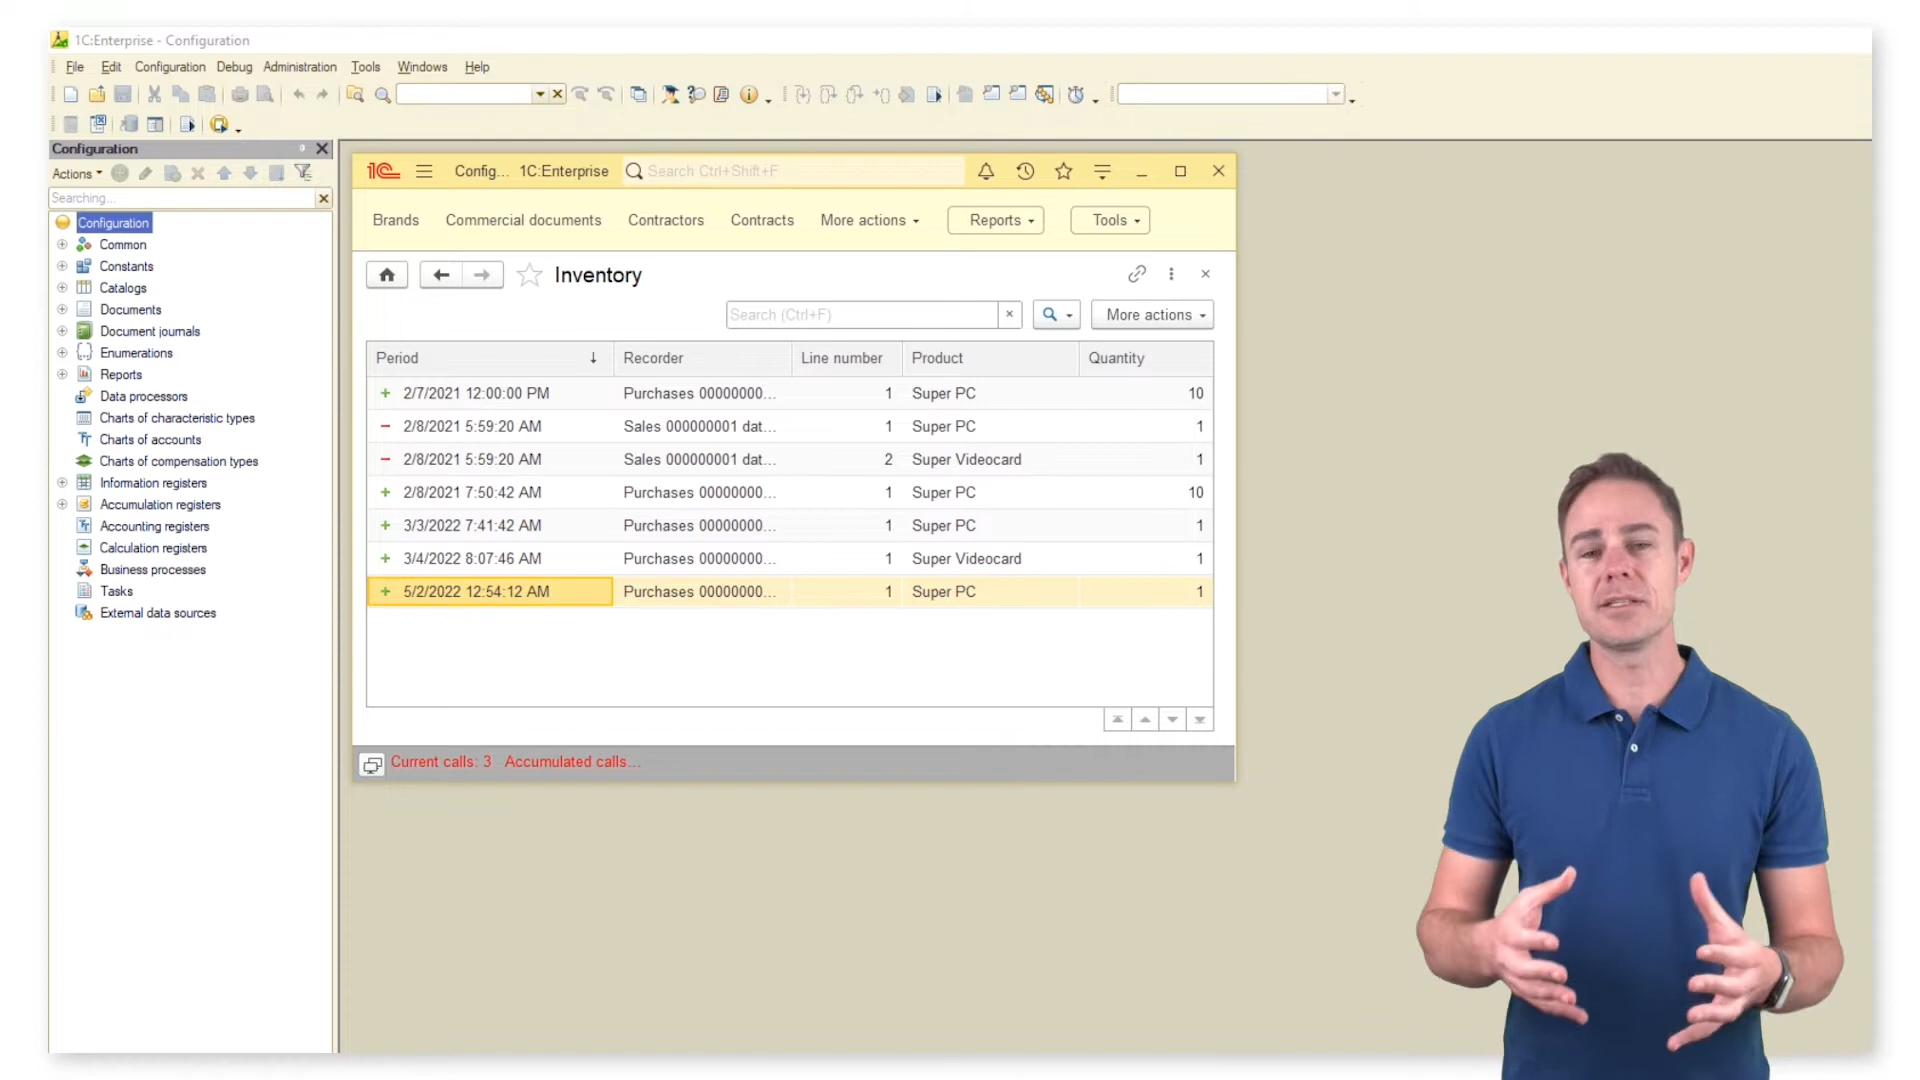 1C:Enterprise - Configuration
File Edit Configuration Debug Administration Tools Windows Help
Configuration
Actions
Searching...
Configuration
Common
Constants
Catalogs
Documents
Document journals
Enumerations
Reports
Data processors
Charts of characteristic types
Charts of accounts
Charts of compensation types
Information registers
Accumulation registers
Accounting registers
Calculation registers
Business processes
Tasks
External data sources
1C Config... 1C:Enterprise Search Ctrl+Shift+F
Brands Commercial documents Contractors Contracts More actions Reports Tools
Inventory
Search (Ctrl+F) More actions
Period Recorder Line number Product Quantity
2/7/2021 12:00:00 PM Purchases 00000000... 1 Super PC 10
2/8/2021 5:59:20 AM Sales 000000001 dat... 1 Super PC 1
2/8/2021 5:59:20 AM Sales 000000001 dat... 2 Super Videocard 1
2/8/2021 7:50:42 AM Purchases 00000000... 1 Super PC 10
3/3/2022 7:41:42 AM Purchases 00000000... 1 Super PC 1
3/4/2022 8:07:46 AM Purchases 00000000... 1 Super Videocard 1
5/2/2022 12:54:12 AM Purchases 00000000... 1 Super PC 1
Current calls: 3 Accumulated calls...